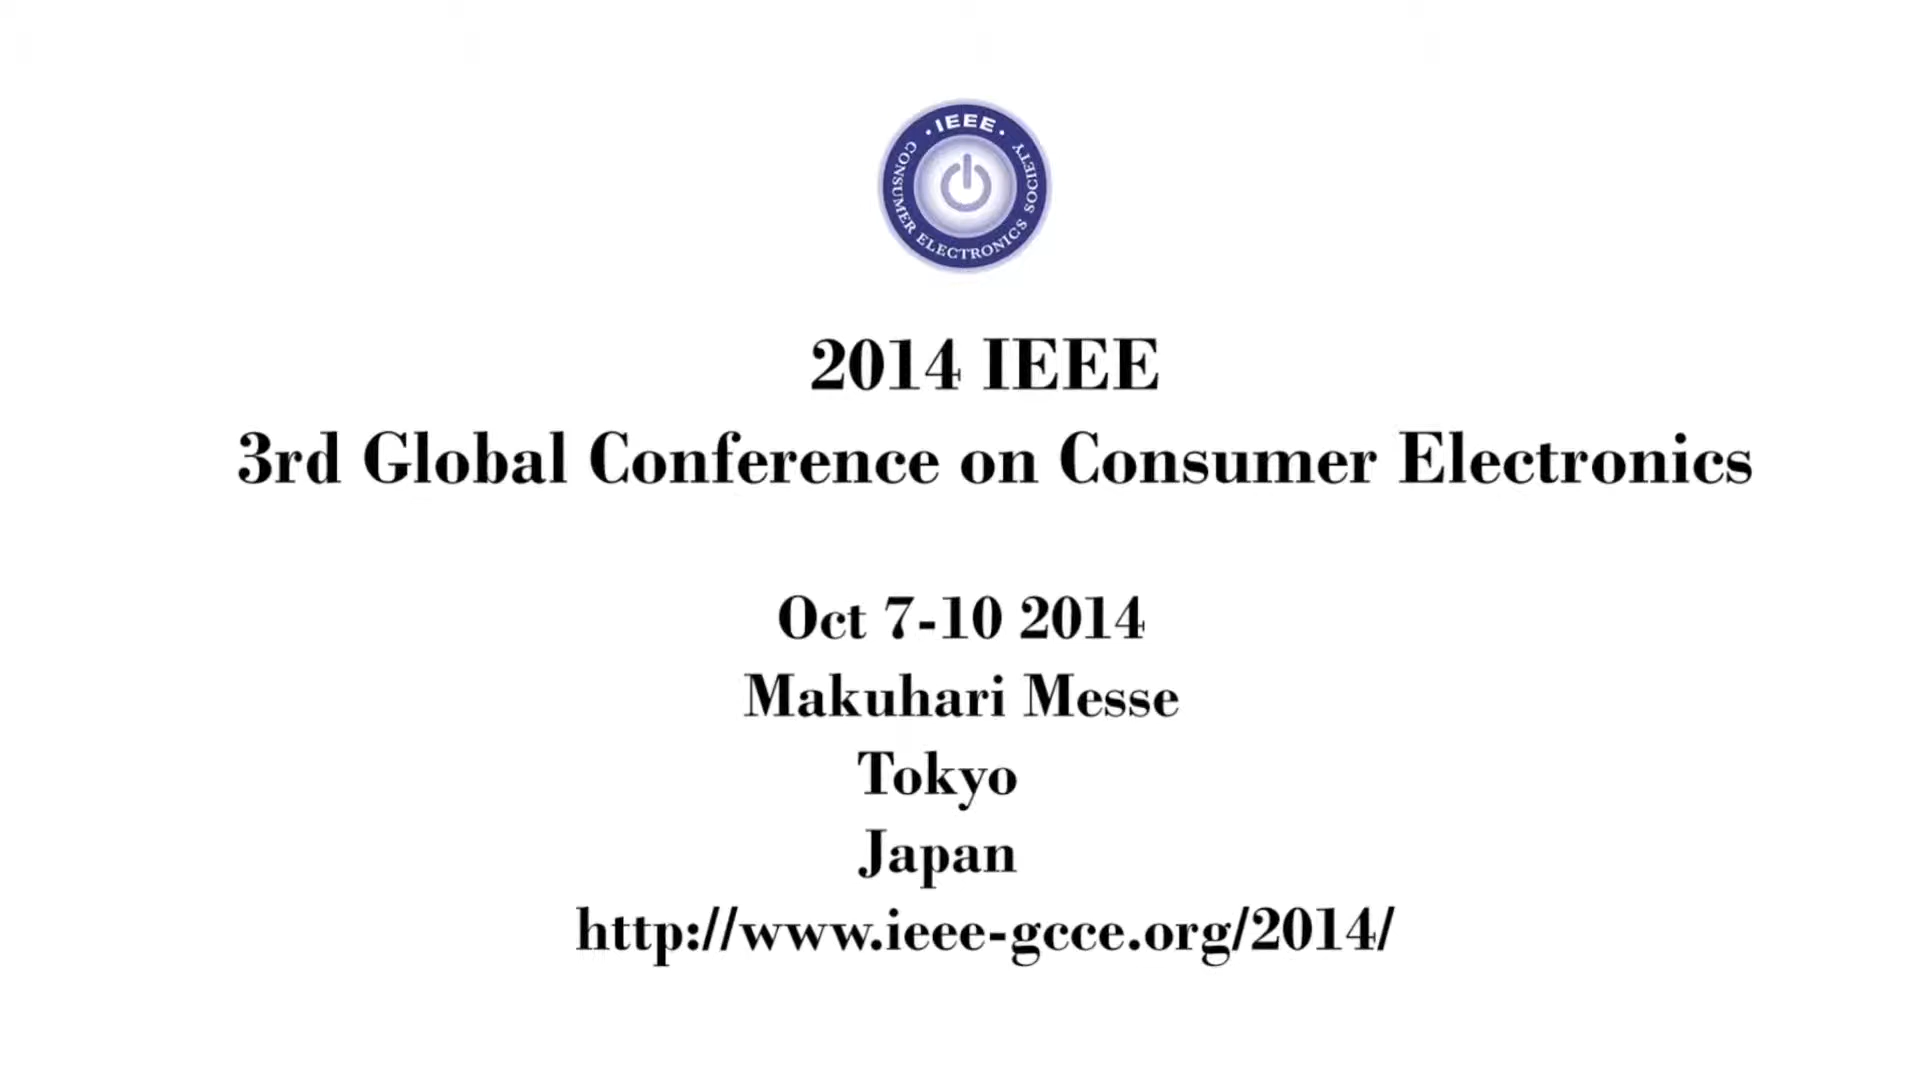 · IEEE ·
CONSUMER ELECTRONICS SOCIETY
2014 IEEE
3rd Global Conference on Consumer Electronics
Oct 7-10 2014
Makuhari Messe
Tokyo
Japan
http://www.ieee-gcce.org/2014/